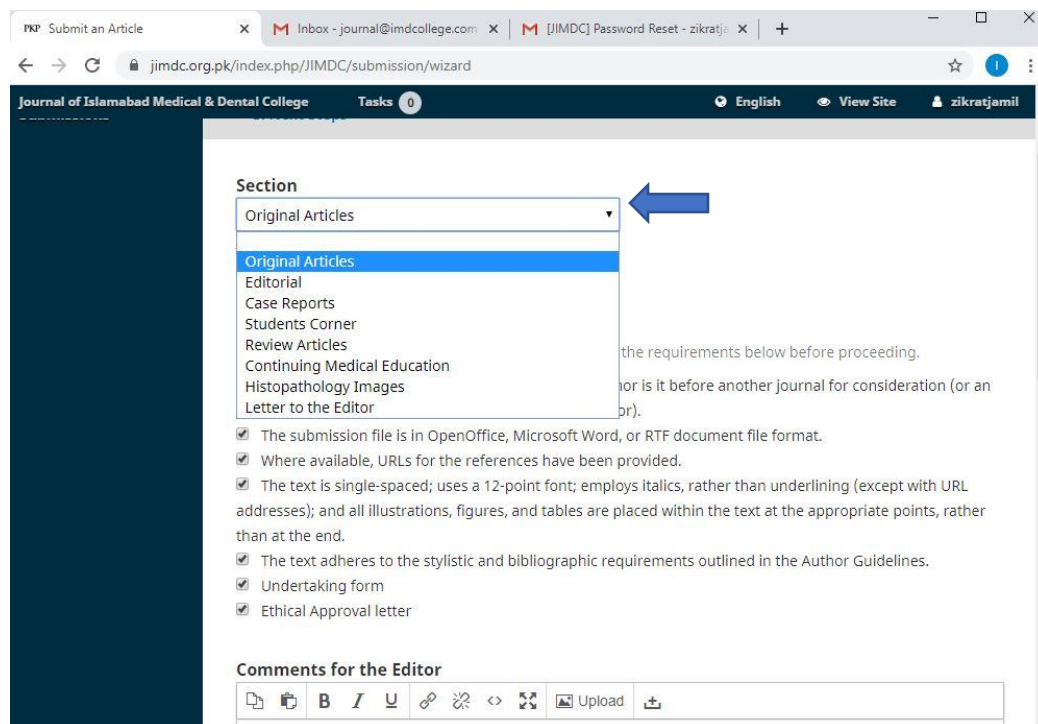 PKP Submit an Article
Inbox - journal@imdcollege.com
[JIMDC] Password Reset - zikratja
jimdc.org.pk/index.php/JIMDC/submission/wizard
I
Journal of Islamabad Medical & Dental College Tasks 0 English View Site zikratjamil
Section
Original Articles
Original Articles
Editorial
Case Reports
Students Corner
Review Articles
Continuing Medical Education
Histopathology Images
Letter to the Editor
the requirements below before proceeding.
nor is it before another journal for consideration (or an
or).
The submission file is in OpenOffice, Microsoft Word, or RTF document file format.
Where available, URLs for the references have been provided.
The text is single-spaced; uses a 12-point font; employs italics, rather than underlining (except with URL
addresses); and all illustrations, figures, and tables are placed within the text at the appropriate points, rather
than at the end.
The text adheres to the stylistic and bibliographic requirements outlined in the Author Guidelines.
Undertaking form
Ethical Approval letter
Comments for the Editor
B I U Upload